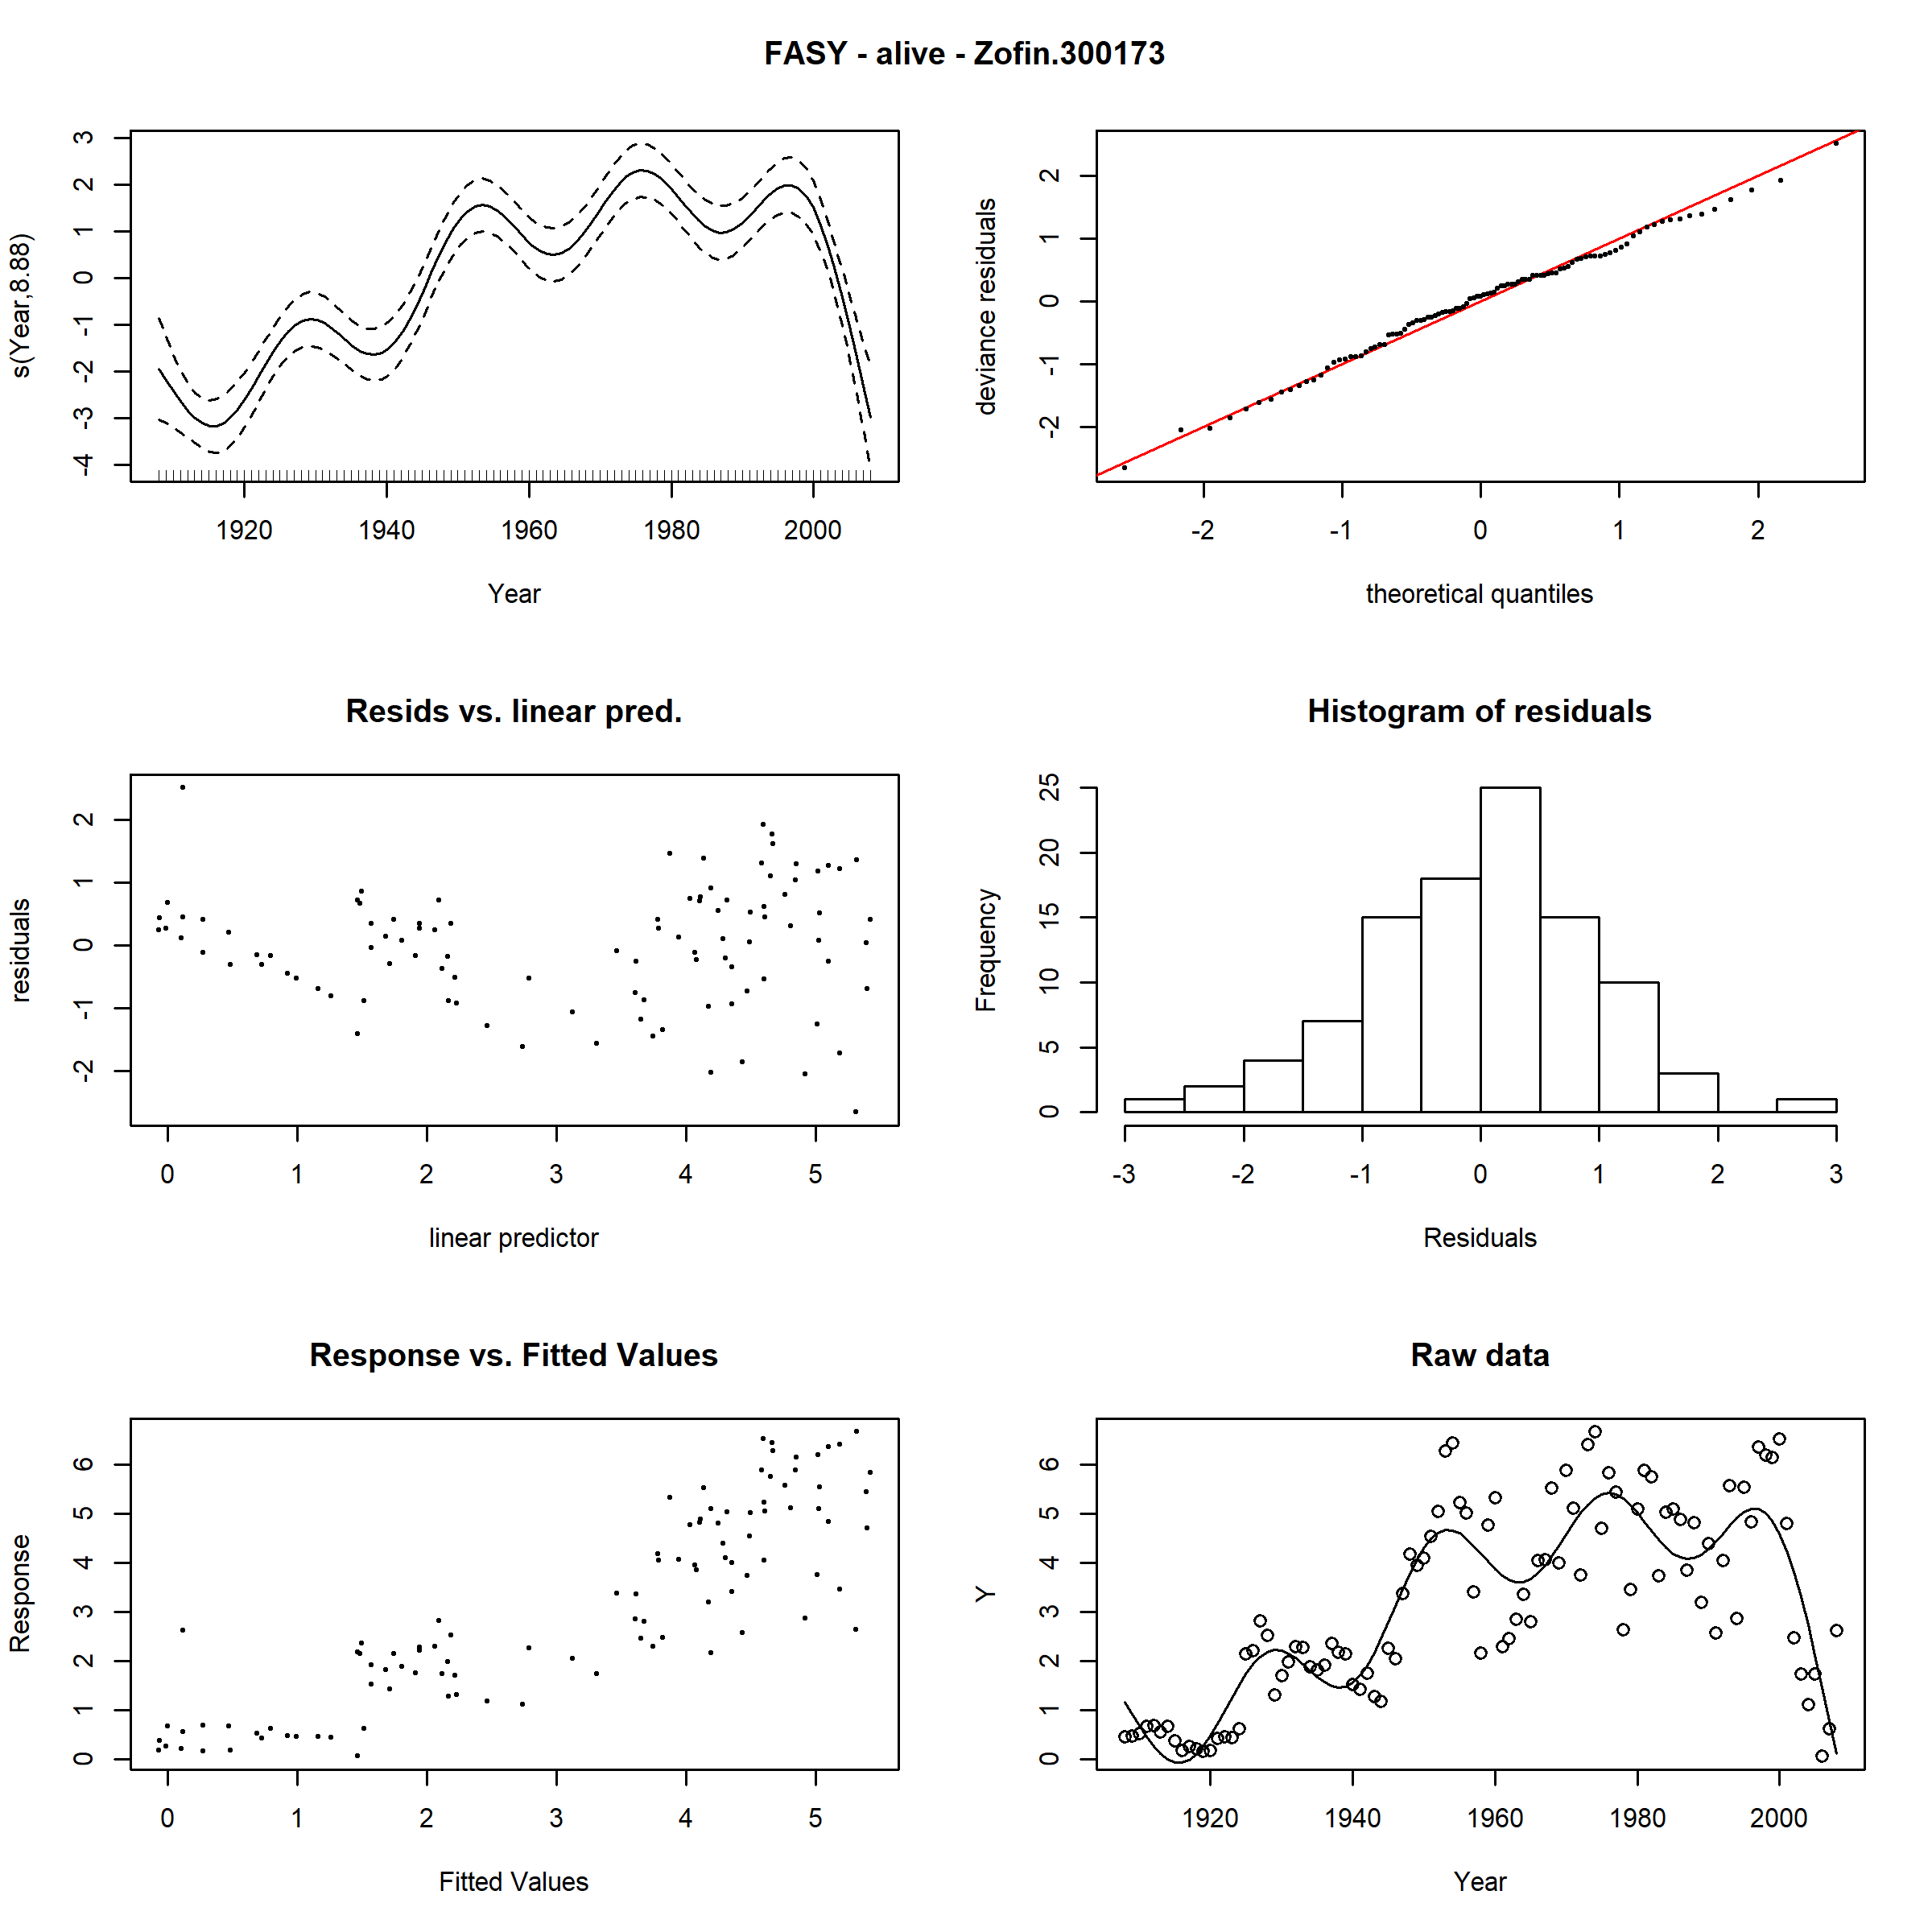 FASY - alive - Zofin.300173
s(Year,8.88)
-4 -3 -2 -1 0 1 2 3
1920 1940 1960 1980 2000
Year
deviance residuals
-2 -1 0 1 2
-2 -1 0 1 2
theoretical quantiles
Resids vs. linear pred.
residuals
-2 -1 0 1 2
0 1 2 3 4 5
linear predictor
Histogram of residuals
Frequency
0 5 10 15 20 25
-3 -2 -1 0 1 2 3
Residuals
Response vs. Fitted Values
Response
0 1 2 3 4 5 6
0 1 2 3 4 5
Fitted Values
Raw data
Y
0 1 2 3 4 5 6
1920 1940 1960 1980 2000
Year